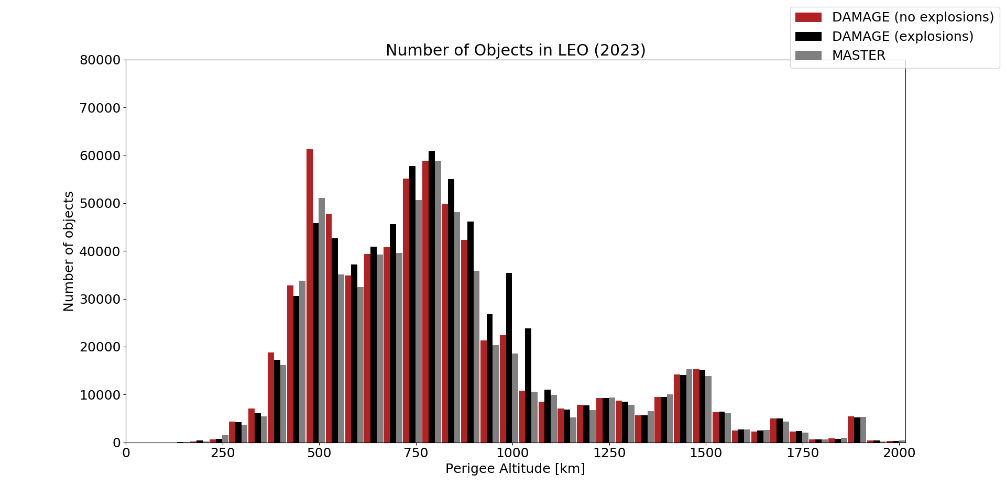 DAMAGE (no explosions)
DAMAGE (explosions)
MASTER
Number of Objects in LEO (2023)
80000
70000
60000
50000
40000
30000
20000
10000
0
Number of objects
0 250 500 750 1000 1250 1500 1750 2000
Perigee Altitude [km]